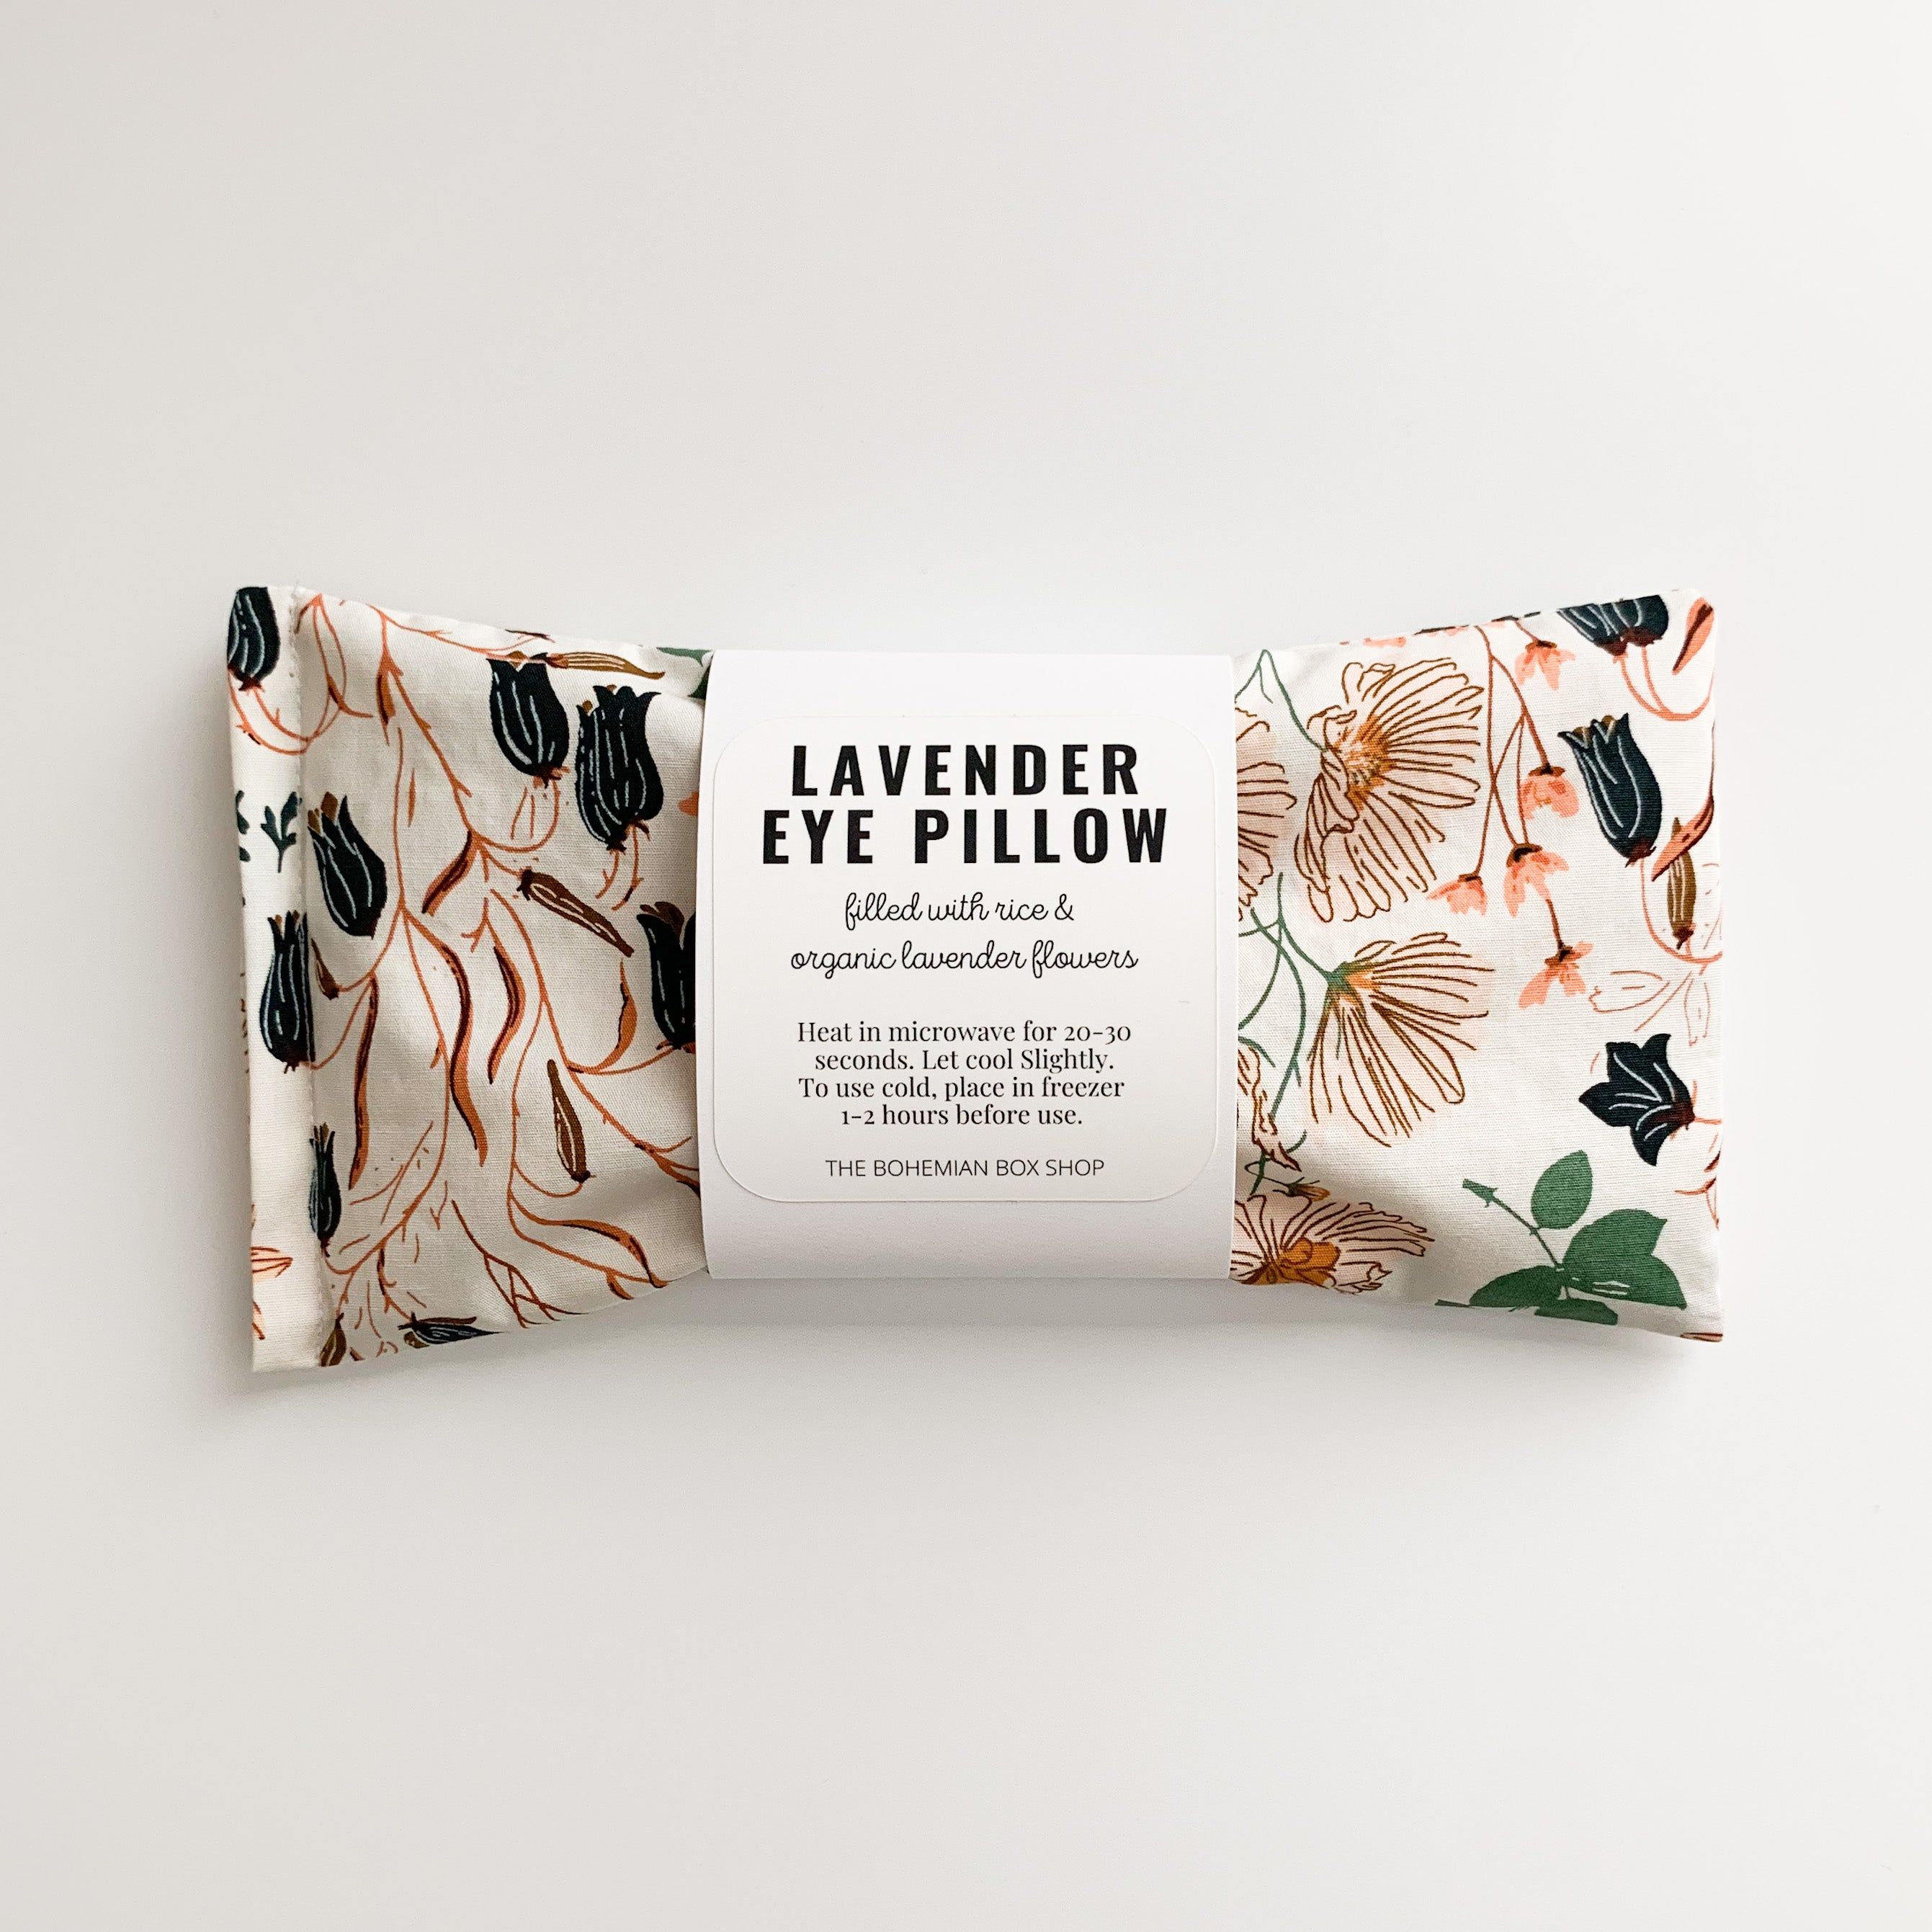 LAVENDER
EYE PILLOW
filled with rice &
organic lavender flowers
Heat in microwave for 20-30
seconds. Let cool Slightly.
To use cold, place in freezer
1-2 hours before use.
THE BOHEMIAN BOX SHOP